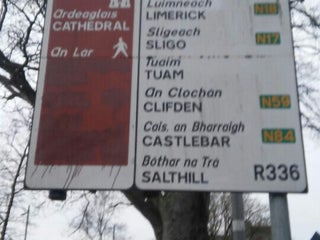 Ardeaglais
CATHEDRAL
An Lár
Luimneach
LIMERICK N18
Sligeach
SLIGO N17
Tuaim
TUAM
An Clochán
CLIFDEN N59
Cais. an Bharraigh
CASTLEBAR N84
Bóthar na Trá
SALTHILL R336